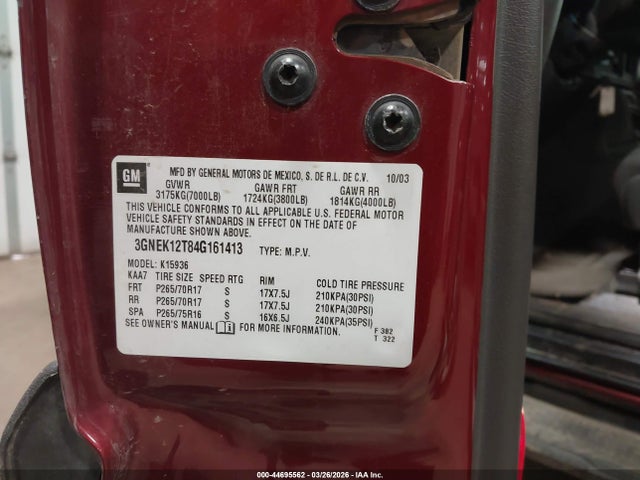 GM
MFD BY GENERAL MOTORS DE MEXICO, S. DE R.L. DE C.V. 10/03
GVWR GAWR FRT GAWR RR
3175KG(7000LB) 1724KG(3800LB) 1814KG(4000LB)
THIS VEHICLE CONFORMS TO ALL APPLICABLE U.S. FEDERAL MOTOR
VEHICLE SAFETY STANDARDS IN EFFECT ON THE DATE OF
MANUFACTURE SHOWN ABOVE.
3GNEK12T84G161413 TYPE: M.P.V.
MODEL: K15936
KAA7 TIRE SIZE SPEED RTG RIM COLD TIRE PRESSURE
FRT P265/70R17 S 17X7.5J 210KPA(30PSI)
RR P265/70R17 S 17X7.5J 210KPA(30PSI)
SPA P265/75R16 S 16X6.5J 240KPA(35PSI)
SEE OWNER'S MANUAL FOR MORE INFORMATION. F 382
T 322
000-44695562 — 03/26/2026 — IAA Inc.